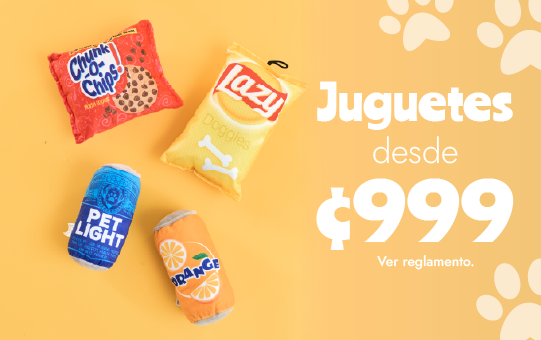 Chunk
-o-
Chips!
Lazy
Doggies
PET
LIGHT
ORANGE
Juguetes
desde
₡999
Ver reglamento.